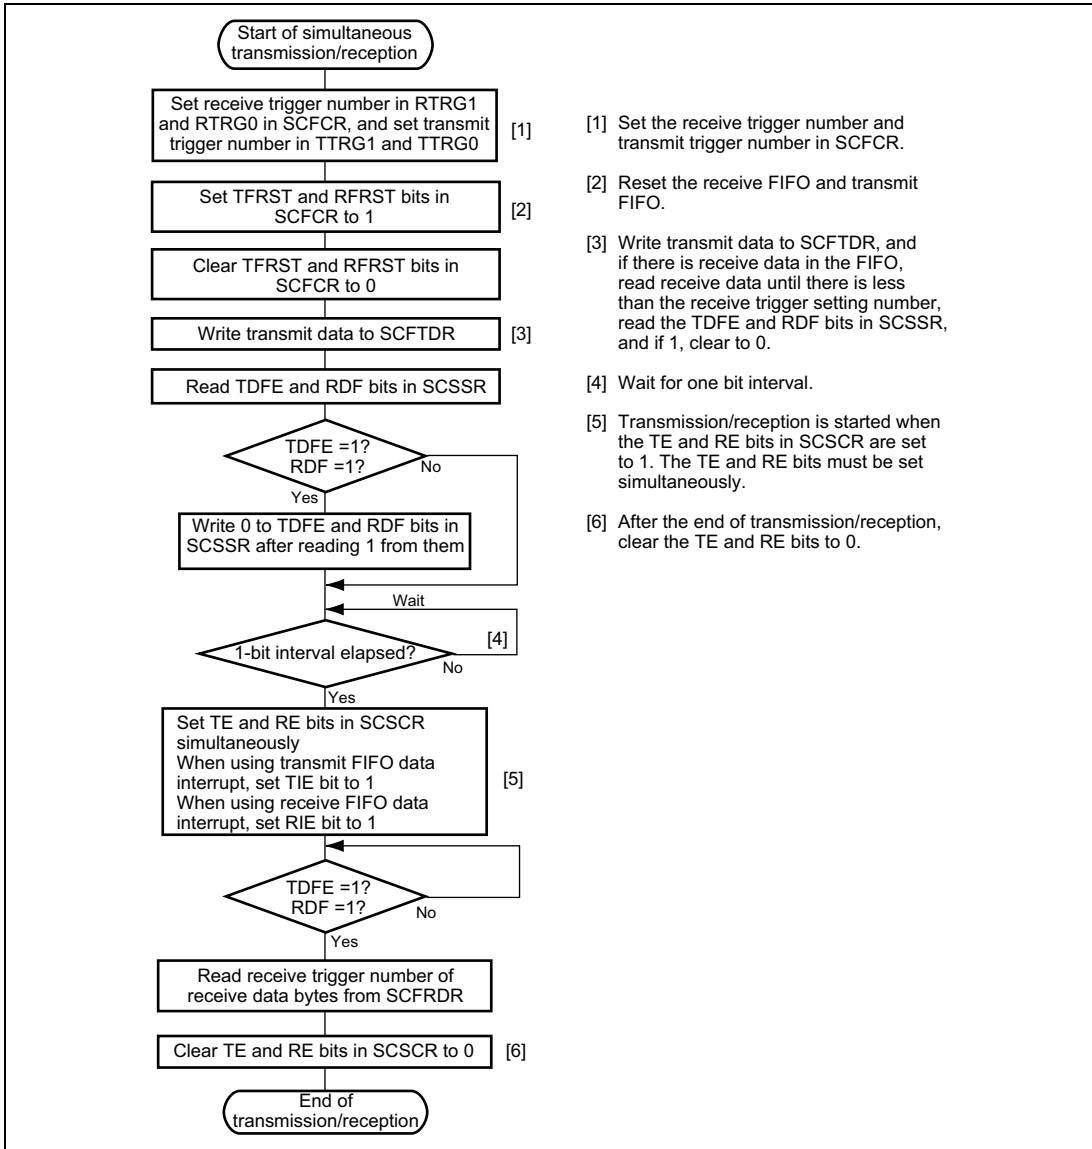 Start of simultaneous
transmission/reception
Set receive trigger number in RTRG1
and RTRG0 in SCFCR, and set transmit
trigger number in TTRG1 and TTRG0
[1]
Set TFRST and RFRST bits in
SCFCR to 1
[2]
Clear TFRST and RFRST bits in
SCFCR to 0
Write transmit data to SCFTDR
[3]
Read TDFE and RDF bits in SCSSR
TDFE =1?
RDF =1?
No
Yes
Write 0 to TDFE and RDF bits in
SCSSR after reading 1 from them
Wait
1-bit interval elapsed?
[4]
No
Yes
Set TE and RE bits in SCSCR
simultaneously
When using transmit FIFO data
interrupt, set TIE bit to 1
When using receive FIFO data
interrupt, set RIE bit to 1
[5]
TDFE =1?
RDF =1?
No
Yes
Read receive trigger number of
receive data bytes from SCFRDR
Clear TE and RE bits in SCSCR to 0
[6]
End of
transmission/reception
[1] Set the receive trigger number and
transmit trigger number in SCFCR.
[2] Reset the receive FIFO and transmit
FIFO.
[3] Write transmit data to SCFTDR, and
if there is receive data in the FIFO,
read receive data until there is less
than the receive trigger setting number,
read the TDFE and RDF bits in SCSSR,
and if 1, clear to 0.
[4] Wait for one bit interval.
[5] Transmission/reception is started when
the TE and RE bits in SCSCR are set
to 1. The TE and RE bits must be set
simultaneously.
[6] After the end of transmission/reception,
clear the TE and RE bits to 0.